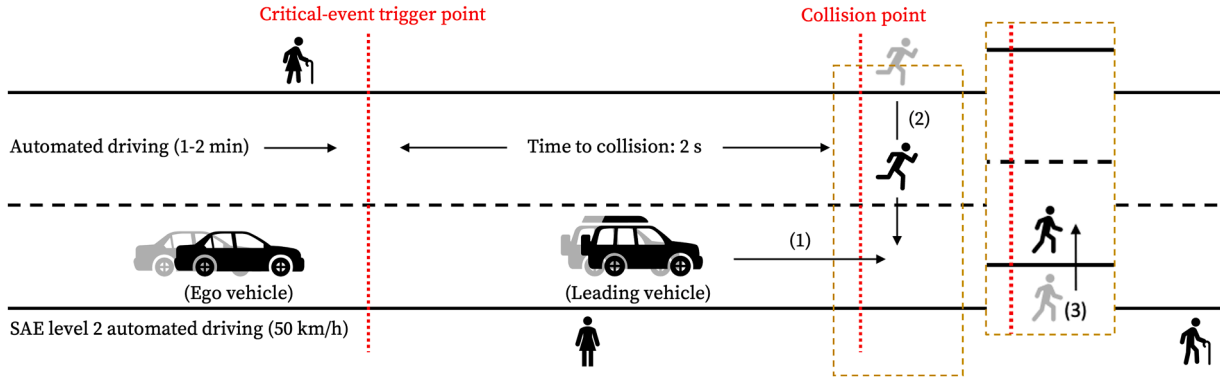 Critical-event trigger point
Collision point
(2)
Automated driving (1-2 min)
Time to collision: 2 s
(1)
(Ego vehicle)
(Leading vehicle)
(3)
SAE level 2 automated driving (50 km/h)